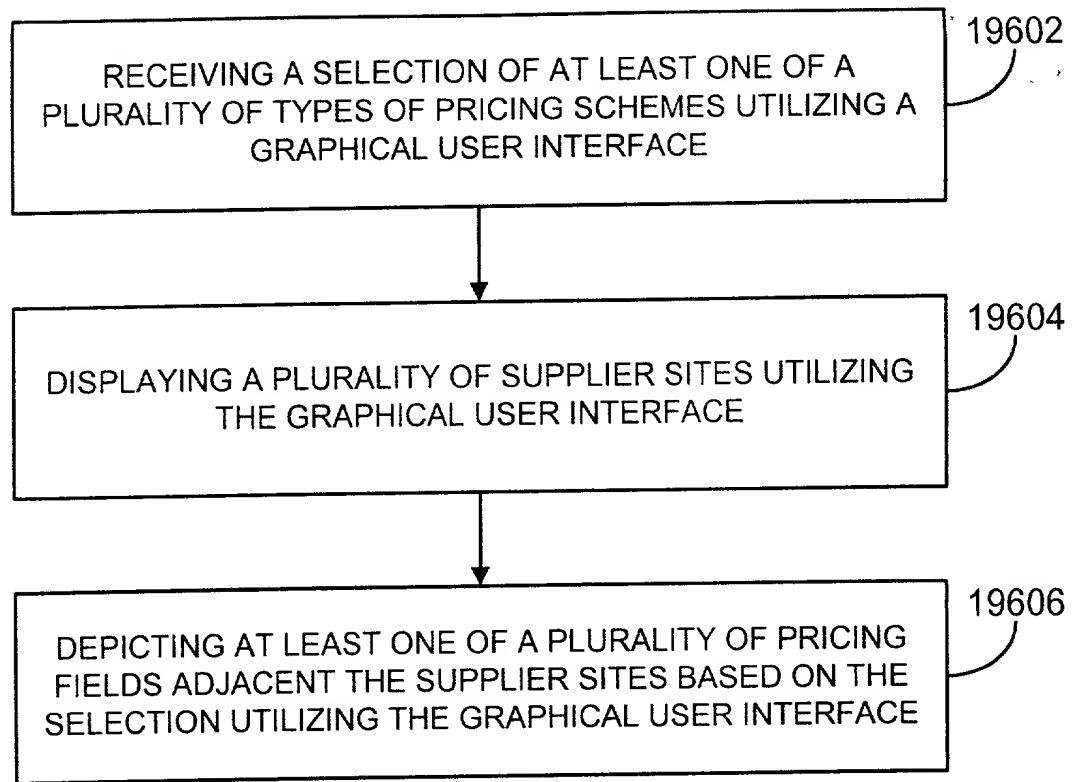 19602
RECEIVING A SELECTION OF AT LEAST ONE OF A
PLURALITY OF TYPES OF PRICING SCHEMES UTILIZING A
GRAPHICAL USER INTERFACE
19604
DISPLAYING A PLURALITY OF SUPPLIER SITES UTILIZING
THE GRAPHICAL USER INTERFACE
19606
DEPICTING AT LEAST ONE OF A PLURALITY OF PRICING
FIELDS ADJACENT THE SUPPLIER SITES BASED ON THE
SELECTION UTILIZING THE GRAPHICAL USER INTERFACE